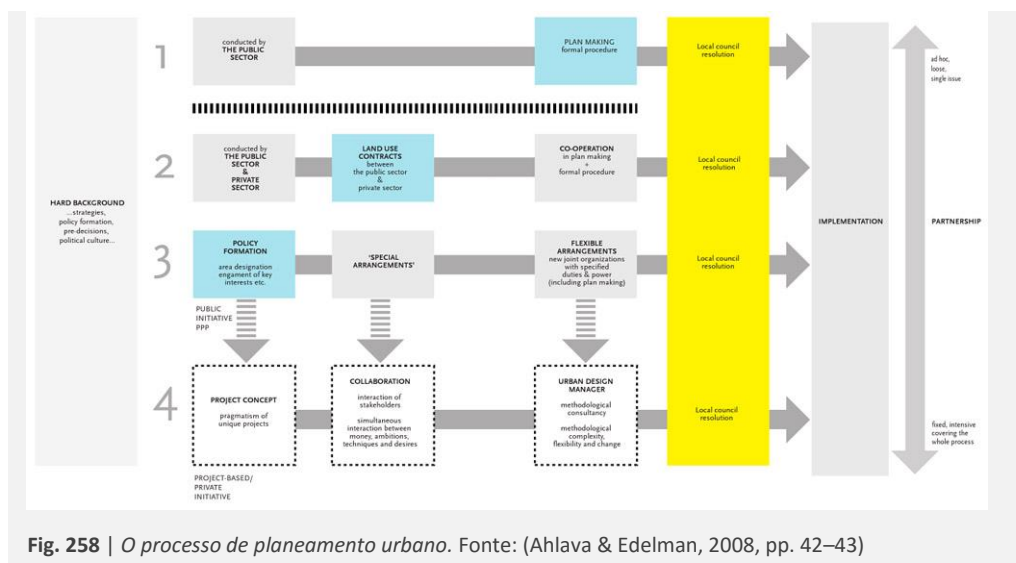 HARD BACKGROUND
...strategies,
policy formation,
pre-decisions,
political culture...
1
conducted by
THE PUBLIC
SECTOR
PLAN MAKING
formal procedure
Local council
resolution
2
conducted by
THE PUBLIC
SECTOR
&
PRIVATE
SECTOR
LAND USE
CONTRACTS
between
the public sector
&
private sector
CO-OPERATION
in plan making
+
formal procedure
Local council
resolution
3
POLICY
FORMATION
area designation
engament of key
interests etc.
'SPECIAL
ARRANGEMENTS'
FLEXIBLE
ARRANGEMENTS
new joint organizations
with specified
duties & power
(including plan making)
Local council
resolution
PUBLIC
INITIATIVE
PPP
4
PROJECT CONCEPT
pragmatism of
unique projects
COLLABORATION
interaction of
stakeholders
simultaneous
interaction between
money, ambitions,
techniques and desires
URBAN DESIGN
MANAGER
methodological
consultancy
methodological
complexity,
flexibility and change
Local council
resolution
PROJECT-BASED/
PRIVATE
INITIATIVE
IMPLEMENTATION
ad hoc,
loose,
single issue
PARTNERSHIP
fixed, intensive
covering the
whole process
Fig. 258 | O processo de planeamento urbano. Fonte: (Ahlava & Edelman, 2008, pp. 42–43)